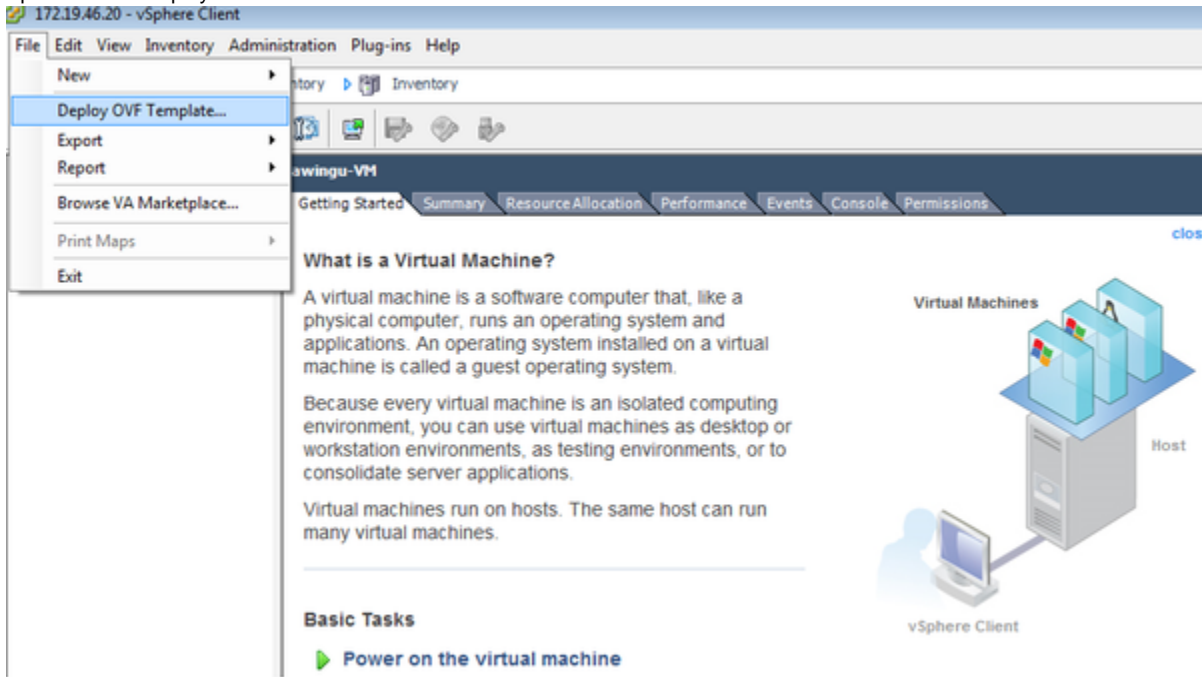 172.19.46.20 - vSphere Client
File Edit View Inventory Administration Plug-ins Help
New
Inventory
Deploy OVF Template...
Export
Report
awingu-VM
Browse VA Marketplace...
Getting Started Summary Resource Allocation Performance Events Console Permissions
Print Maps
clos
Exit
What is a Virtual Machine?
A virtual machine is a software computer that, like a
physical computer, runs an operating system and
applications. An operating system installed on a virtual
machine is called a guest operating system.
Virtual Machines
Because every virtual machine is an isolated computing
environment, you can use virtual machines as desktop or
workstation environments, as testing environments, or to
consolidate server applications.
Host
Virtual machines run on hosts. The same host can run
many virtual machines.
Basic Tasks
vSphere Client
Power on the virtual machine